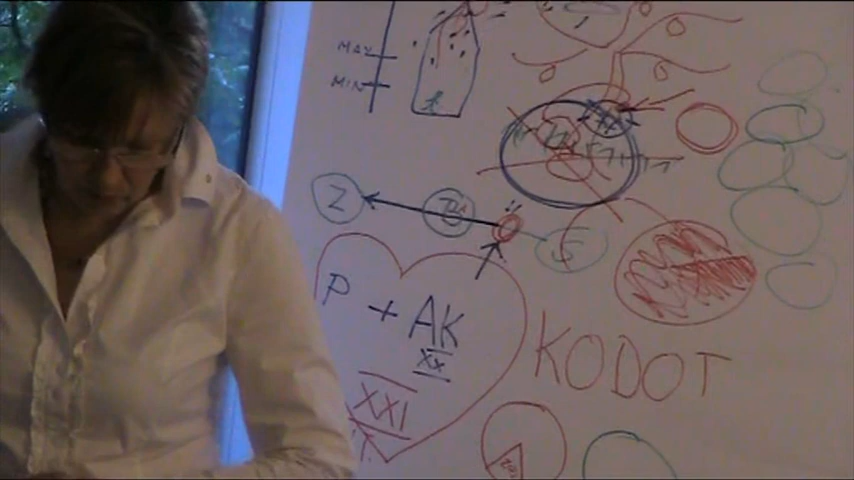 MAX
MIN
Z
P + AK
XX
XXI
KODOT